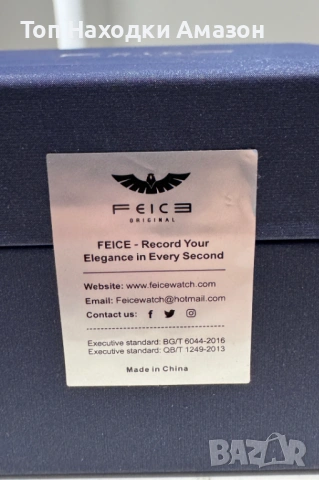 Топ Находки Амазон
FEICE
ORIGINAL
FEICE - Record Your
Elegance in Every Second
Website: www.feicewatch.com
Email: Feicewatch@hotmail.com
Contact us:
Executive standard: BG/T 6044-2016
Executive standard: QB/T 1249-2013
Made in China
bazar